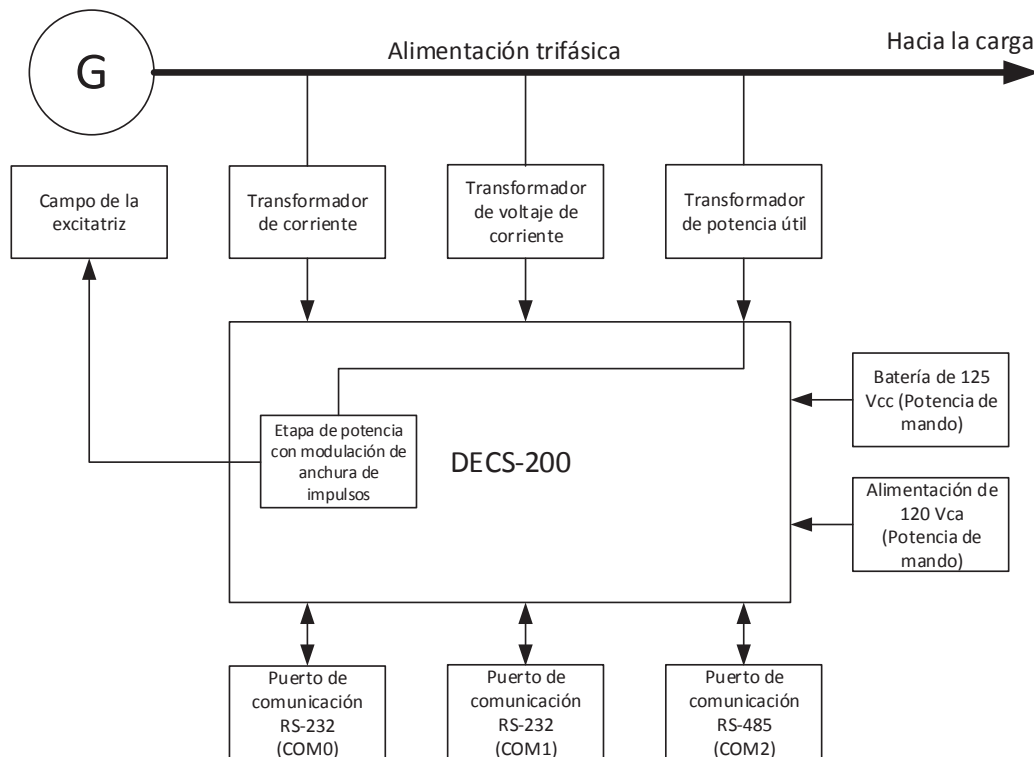 G
Alimentación trifásica
Hacia la carga
Campo de la
excitatriz
Transformador
de corriente
Transformador
de voltaje de
corriente
Transformador
de potencia útil
Etapa de potencia
con modulación de
anchura de
impulsos
DECS-200
Batería de 125
Vcc (Potencia de
mando)
Alimentación de
120 Vca
(Potencia de
mando)
Puerto de
comunicación
RS-232
(COM0)
Puerto de
comunicación
RS-232
(COM1)
Puerto de
comunicación
RS-485
(COM2)